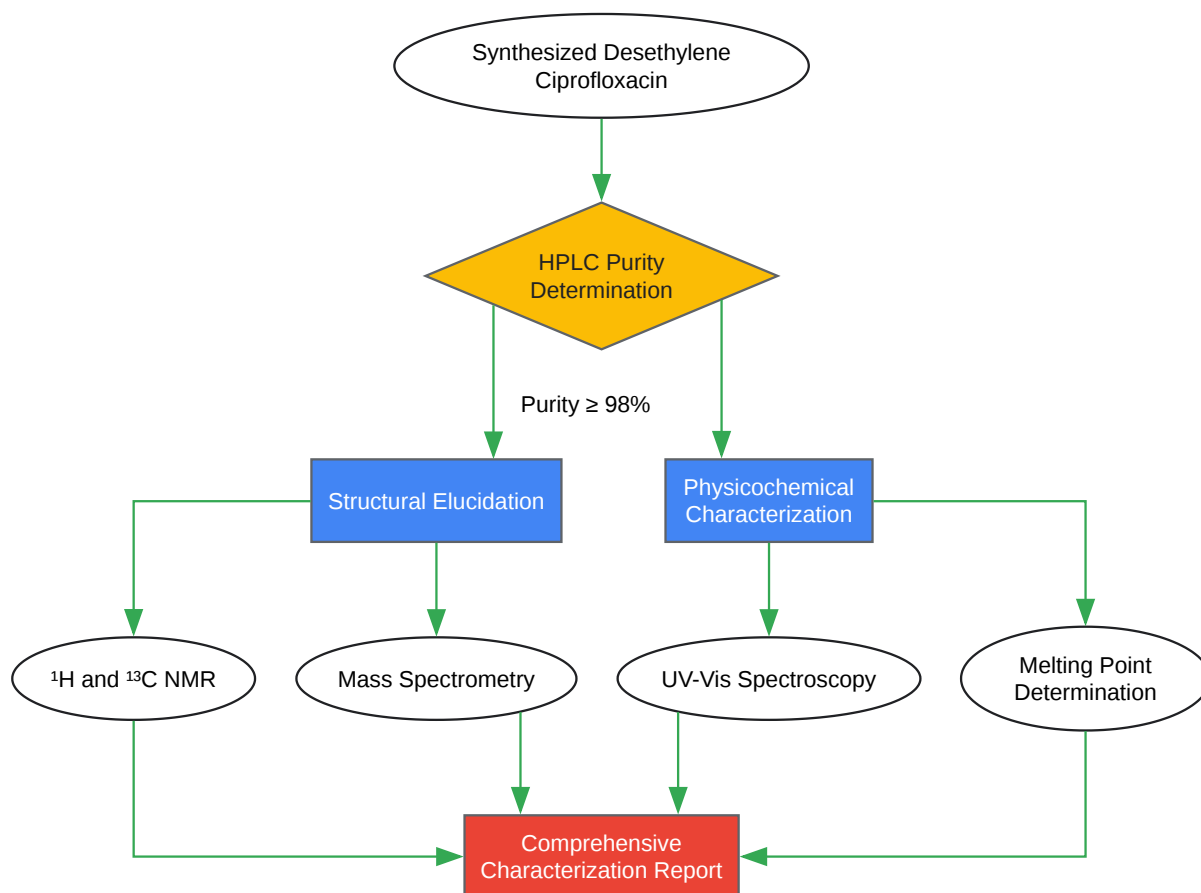 Synthesized Desethylene
Ciprofloxacin
HPLC Purity
Determination
Purity ≥ 98%
Structural Elucidation
Physicochemical
Characterization
¹H and ¹³C NMR
Mass Spectrometry
UV-Vis Spectroscopy
Melting Point
Determination
Comprehensive
Characterization Report